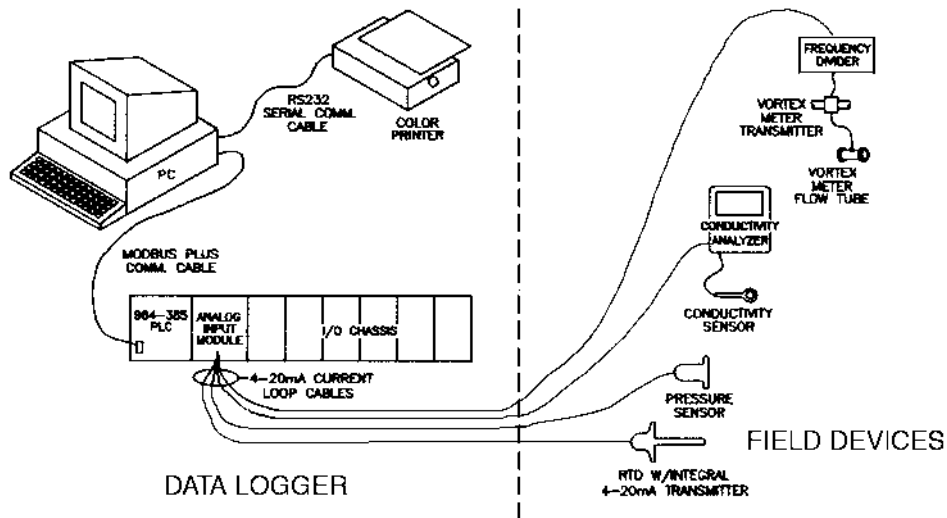 RS232
SERIAL COMM.
CABLE
COLOR
PRINTER
PC
MODBUS PLUS
COMM. CABLE
984-385
PLC
ANALOG
INPUT
MODULE
I/O CHASSIS
4-20mA CURRENT
LOOP CABLES
DATA LOGGER
FREQUENCY
DIVIDER
VORTEX
METER
TRANSMITTER
VORTEX
METER
FLOW TUBE
CONDUCTIVITY
ANALYZER
CONDUCTIVITY
SENSOR
PRESSURE
SENSOR
FIELD DEVICES
RTD W/INTEGRAL
4-20mA TRANSMITTER